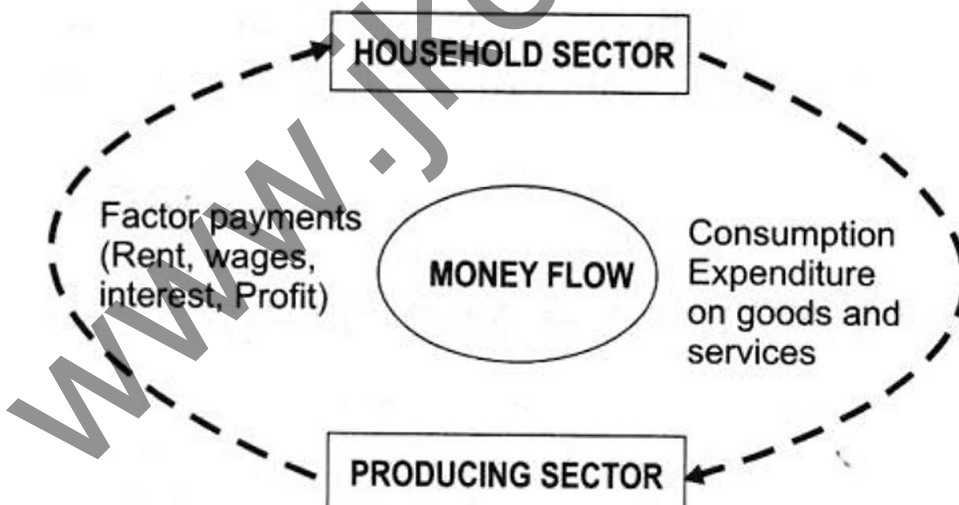 HOUSEHOLD SECTOR
Factor payments
(Rent, wages,
interest, Profit)
MONEY FLOW
Consumption
Expenditure
on goods and
services
PRODUCING SECTOR